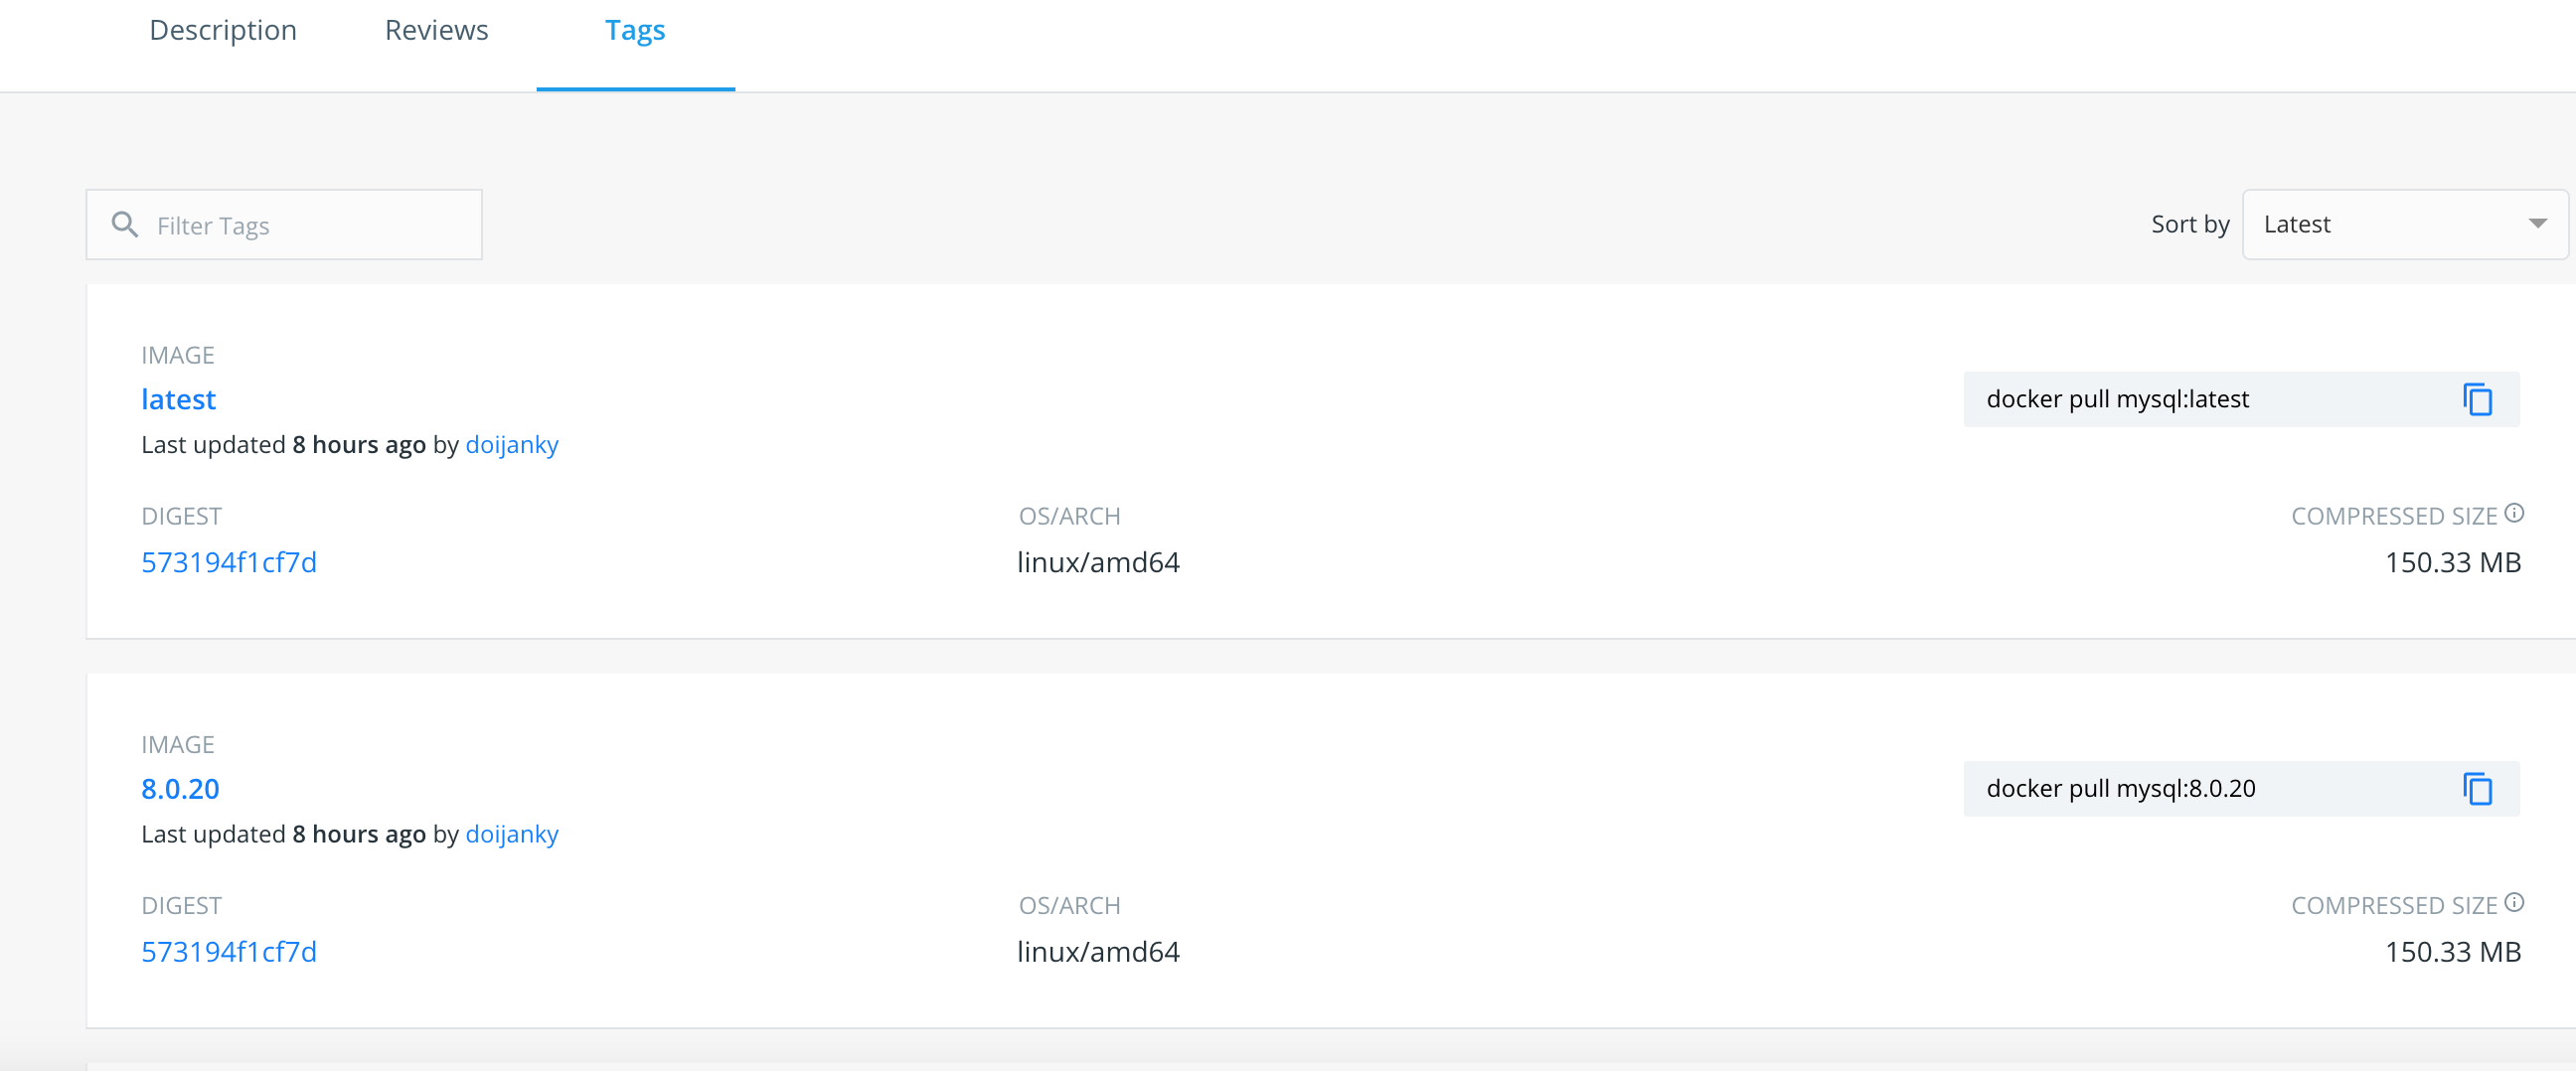 Description Reviews Tags
Filter Tags
Sort by Latest
IMAGE
latest
docker pull mysql:latest
Last updated 8 hours ago by doijanky
DIGEST OS/ARCH COMPRESSED SIZE
573194f1cf7d linux/amd64 150.33 MB
IMAGE
8.0.20
docker pull mysql:8.0.20
Last updated 8 hours ago by doijanky
DIGEST OS/ARCH COMPRESSED SIZE
573194f1cf7d linux/amd64 150.33 MB